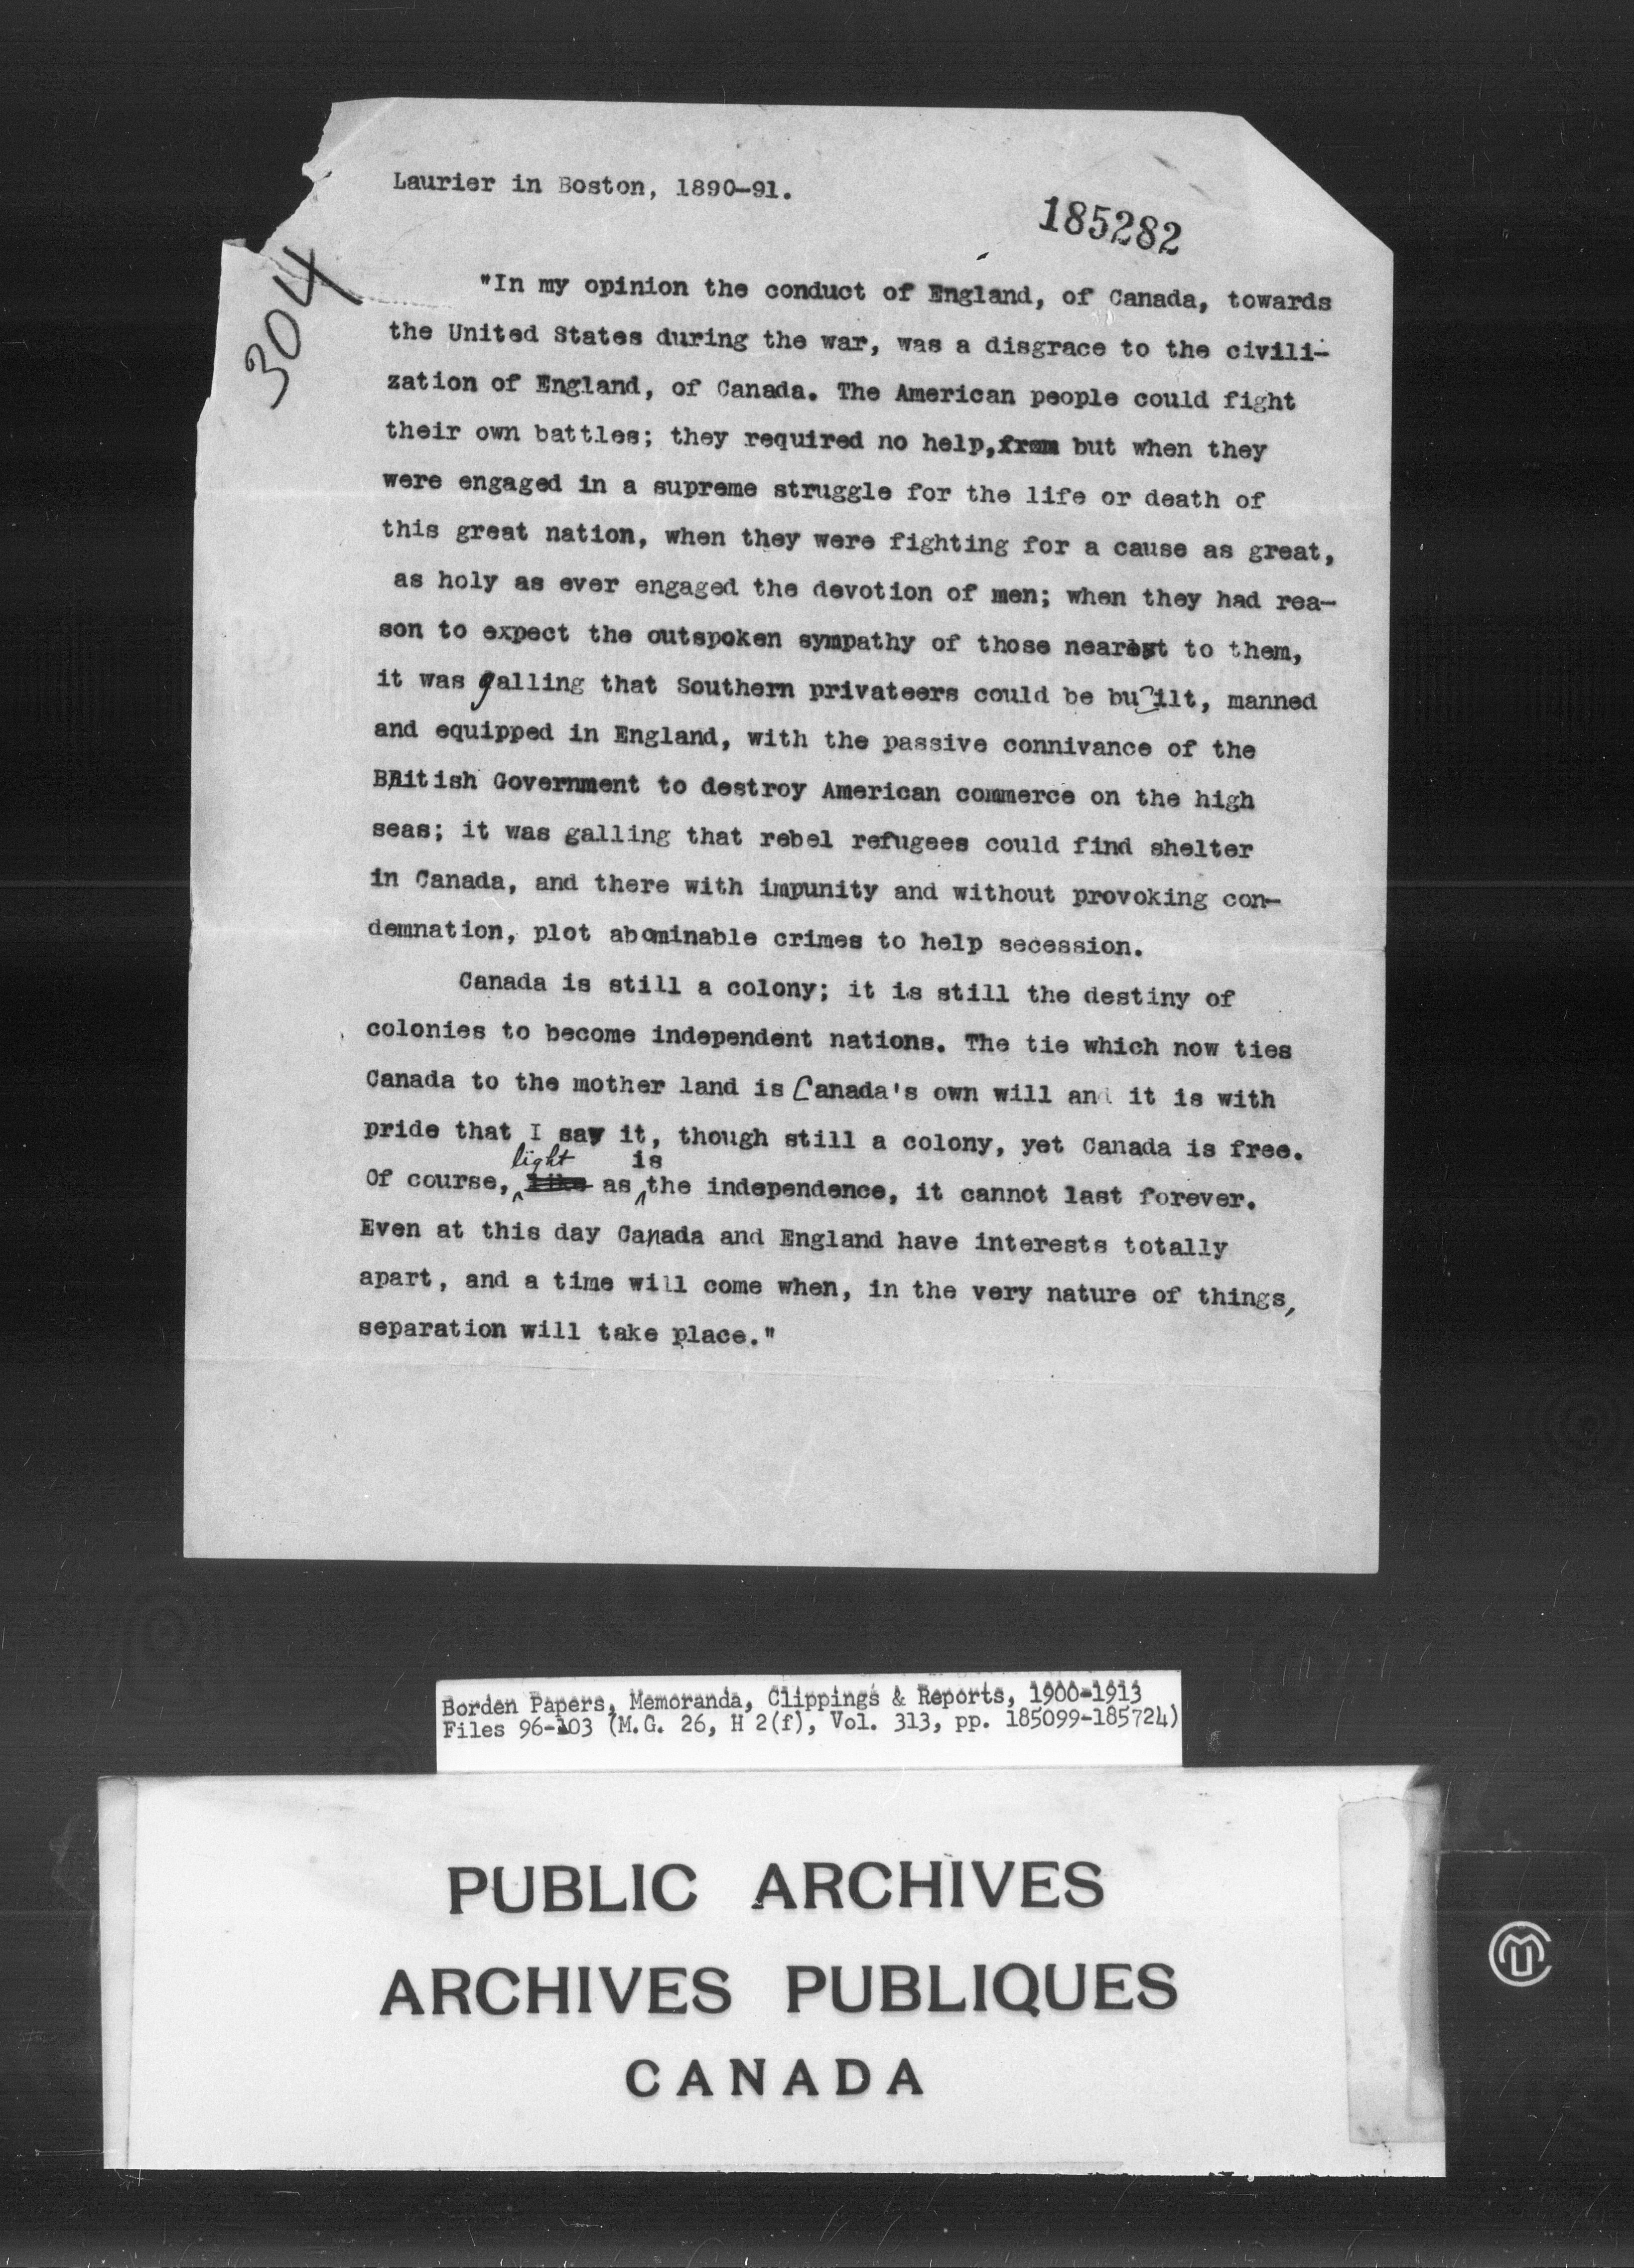 Laurier in Boston, 1890-91.
185282
304
"In my opinion the conduct of England, of Canada, towards
the United States during the war, was a disgrace to the civili-
zation of England, of Canada. The American people could fight
their own battles; they required no help, from but when they
were engaged in a supreme struggle for the life or death of
this great nation, when they were fighting for a cause as great,
as holy as ever engaged the devotion of men; when they had rea-
son to expect the outspoken sympathy of those nearest to them,
it was galling that Southern privateers could be built, manned
and equipped in England, with the passive connivance of the
British Government to destroy American commerce on the high
seas; it was galling that rebel refugees could find shelter
in Canada, and there with impunity and without provoking con-
demnation, plot abominable crimes to help secession.
Canada is still a colony; it is still the destiny of
colonies to become independent nations. The tie which now ties
Canada to the mother land is Canada's own will and it is with
pride that I say it, though still a colony, yet Canada is free.
light is
Of course, like as the independence, it cannot last forever.
Even at this day Canada and England have interests totally
apart, and a time will come when, in the very nature of things,
separation will take place."
Borden Papers, Memoranda, Clippings & Reports, 1900-1913
Files 96-103 (M.G. 26, H 2(f), Vol. 313, pp. 185099-185724)
PUBLIC ARCHIVES
ARCHIVES PUBLIQUES
CANADA